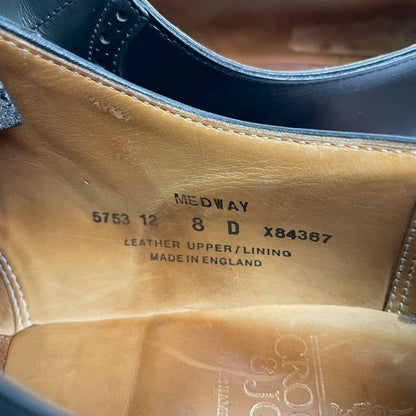 MEDWAY
5753 12 8 D X84367
LEATHER UPPER/LINING
MADE IN ENGLAND